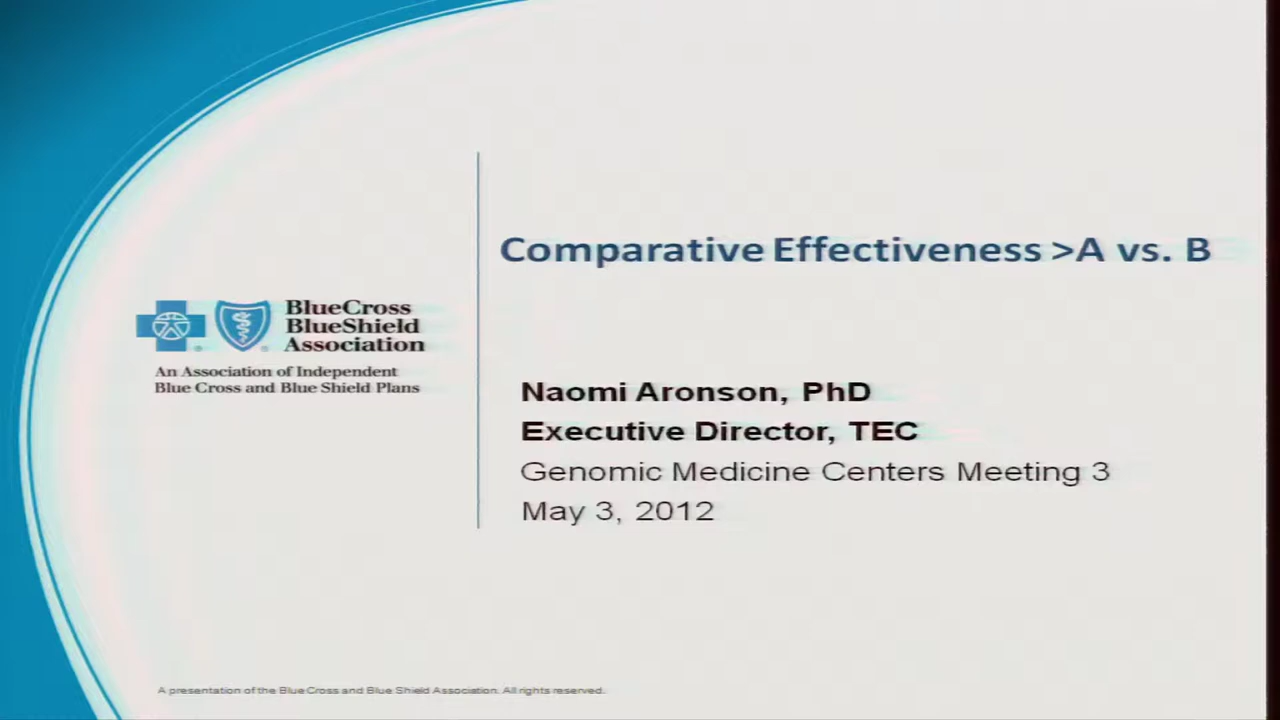 Comparative Effectiveness >A vs. B
BlueCross
BlueShield
Association
An Association of Independent
Blue Cross and Blue Shield Plans
Naomi Aronson, PhD
Executive Director, TEC
Genomic Medicine Centers Meeting 3
May 3, 2012
A presentation of the Blue Cross and Blue Shield Association. All rights reserved.